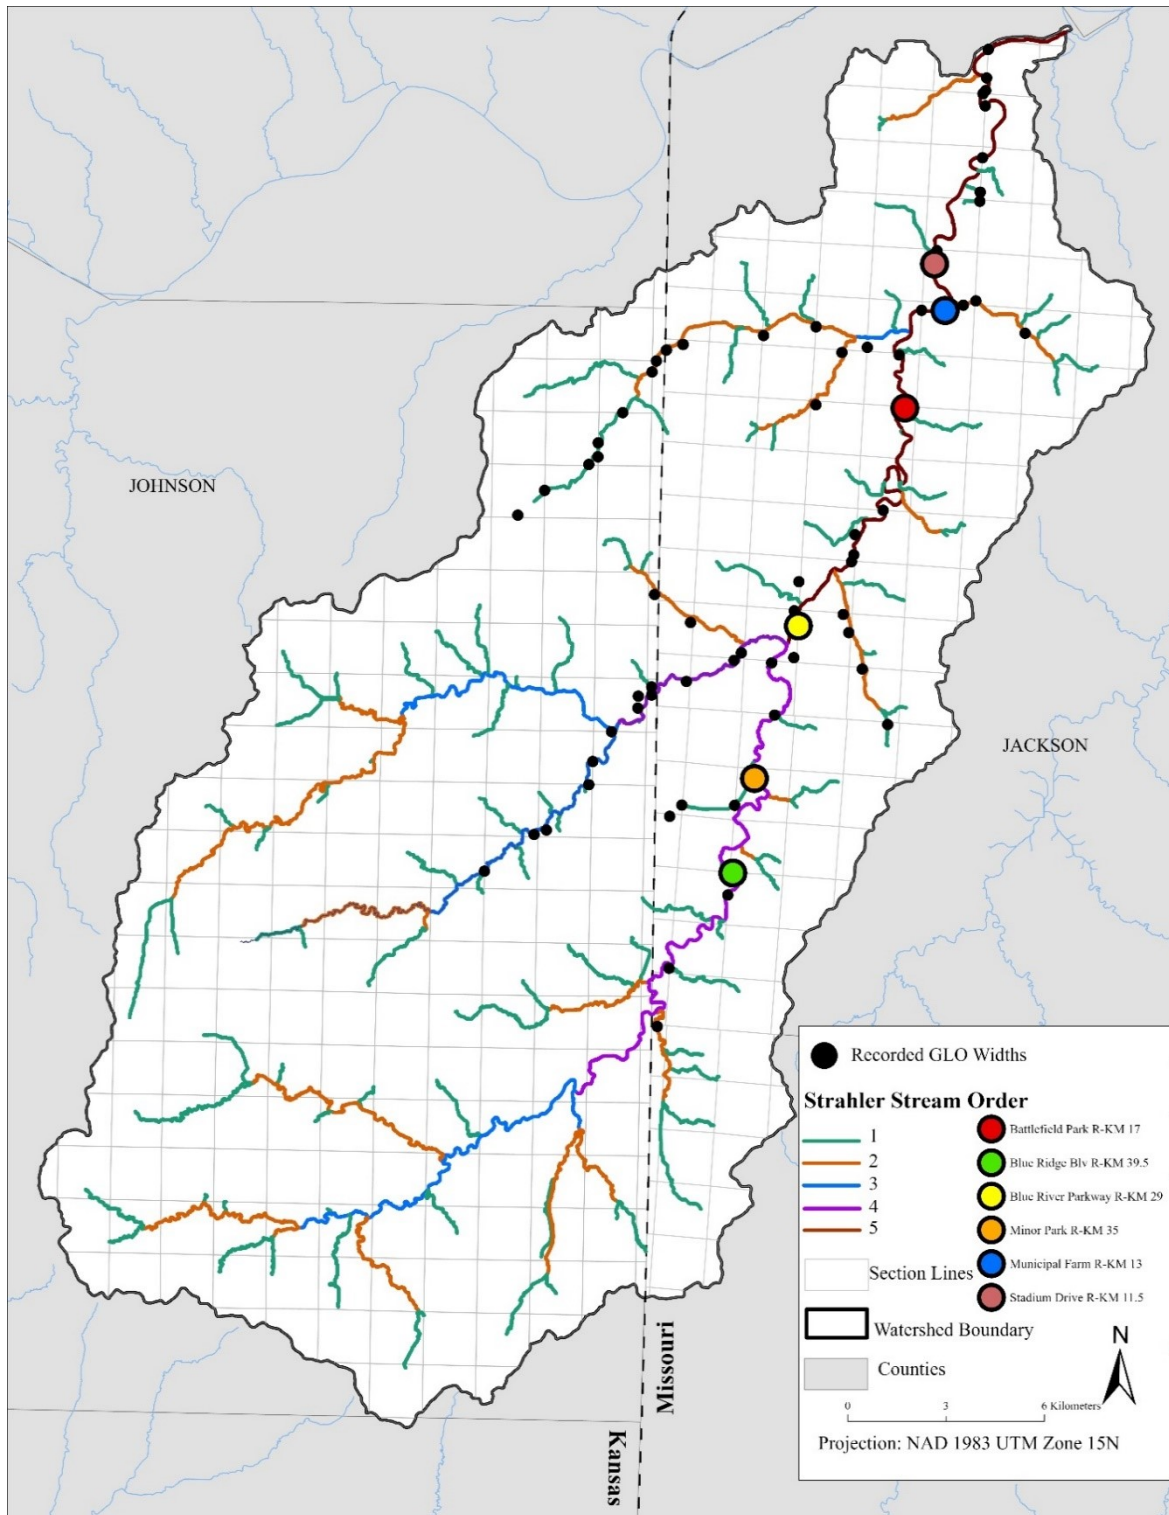 JOHNSON
JACKSON
Missouri
Kansas
Recorded GLO Widths
Strahler Stream Order
1
2
3
4
5
Battlefield Park R-KM 17
Blue Ridge Blv R-KM 39.5
Blue River Parkway R-KM 29
Minor Park R-KM 35
Municipal Farm R-KM 13
Stadium Drive R-KM 11.5
Section Lines
Watershed Boundary
Counties
N
0 3 6 Kilometers
Projection: NAD 1983 UTM Zone 15N